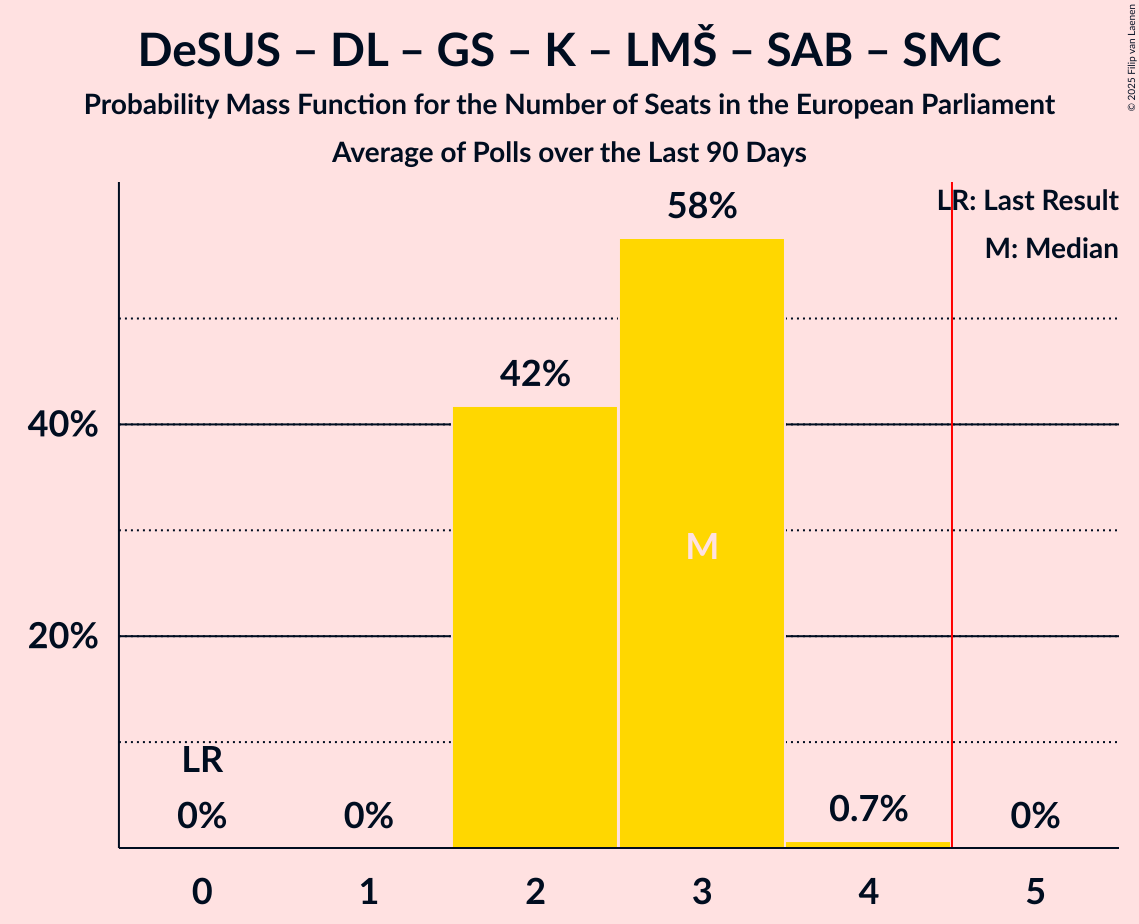 DeSUS – DL – GS – K – LMŠ – SAB – SMC
Probability Mass Function for the Number of Seats in the European Parliament
Average of Polls over the Last 90 Days
© 2025 Filip van Laenen
LR: Last Result
M: Median
58%
42%
40%
M
20%
LR
0%
0%
0.7%
0%
0
1
2
3
4
5